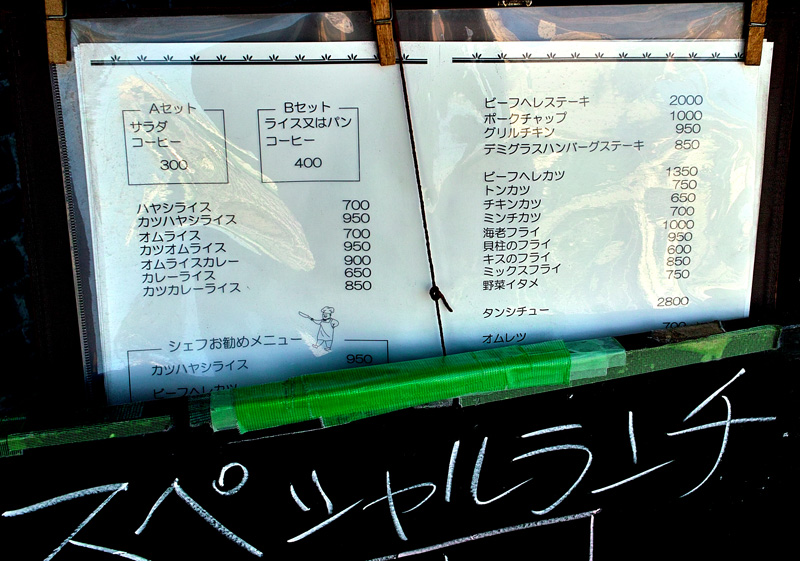 Aセット
サラダ
コーヒー
300
Bセット
ライス又はパン
コーヒー
400
ハヤシライス 700
カツハヤシライス 950
オムライス 700
カツオムライス 950
オムライスカレー 900
カレーライス 650
カツカレーライス 850
シェフお勧めメニュー
カツハヤシライス 950
ビーフヘレカツ
ビーフヘレステーキ 2000
ポークチャップ 1000
グリルチキン 950
デミグラスハンバーグステーキ 850
ビーフヘレカツ 1350
トンカツ 750
チキンカツ 650
ミンチカツ 700
海老フライ 1000
貝柱のフライ 950
キスのフライ 600
ミックスフライ 850
野菜イタメ 750
タンシチュー 2800
オムレツ 700
スペシャルランチ